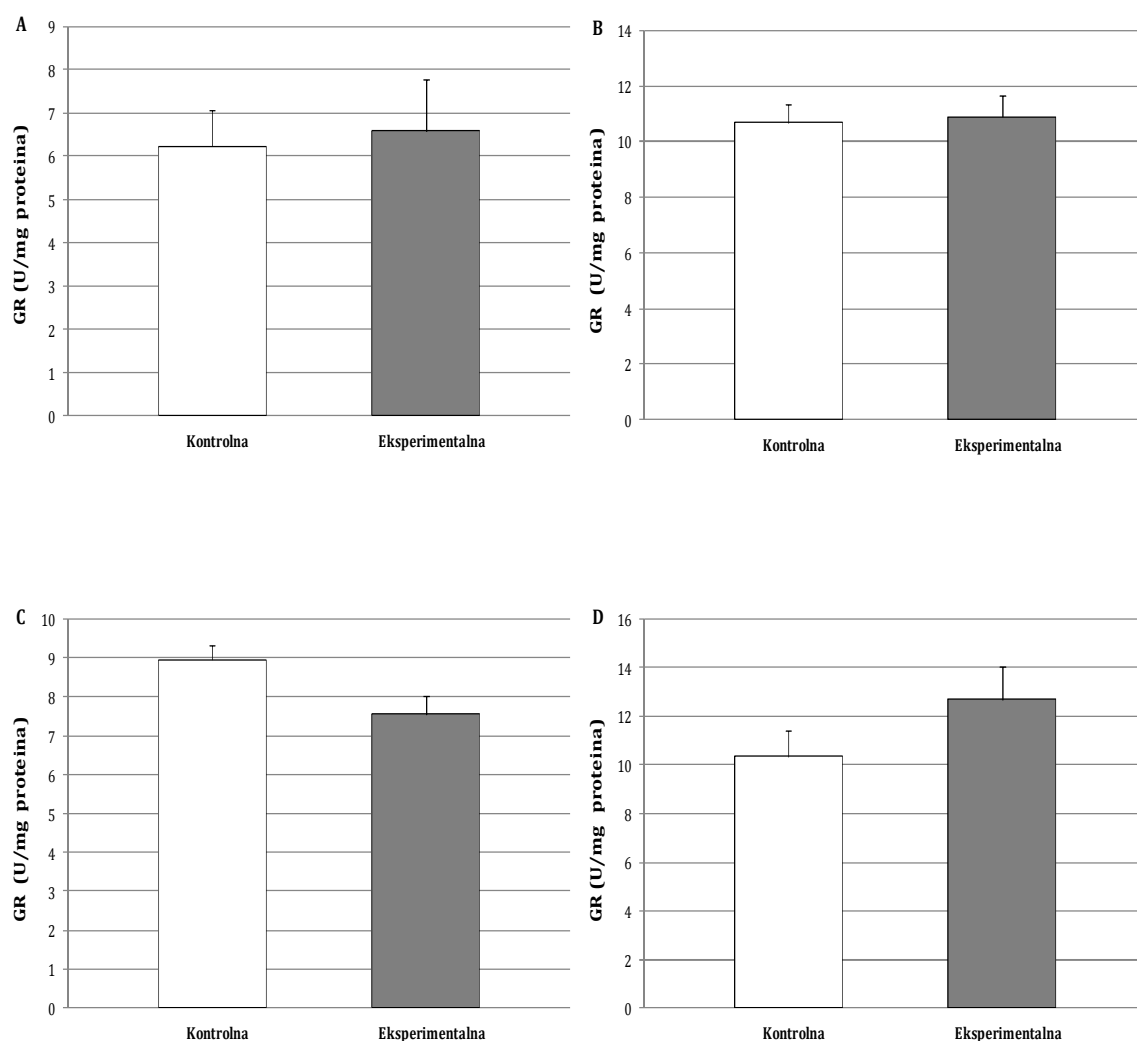 A
9
8
7
6
5
4
3
2
1
0
GR (U/mg proteina)
Kontrolna
Eksperimentalna
B
14
12
10
8
6
4
2
0
GR (U/mg proteina)
Kontrolna
Eksperimentalna
C
10
9
8
7
6
5
4
3
2
1
0
GR (U/mg proteina)
Kontrolna
Eksperimentalna
D
16
14
12
10
8
6
4
2
0
GR (U/mg proteina)
Kontrolna
Eksperimentalna